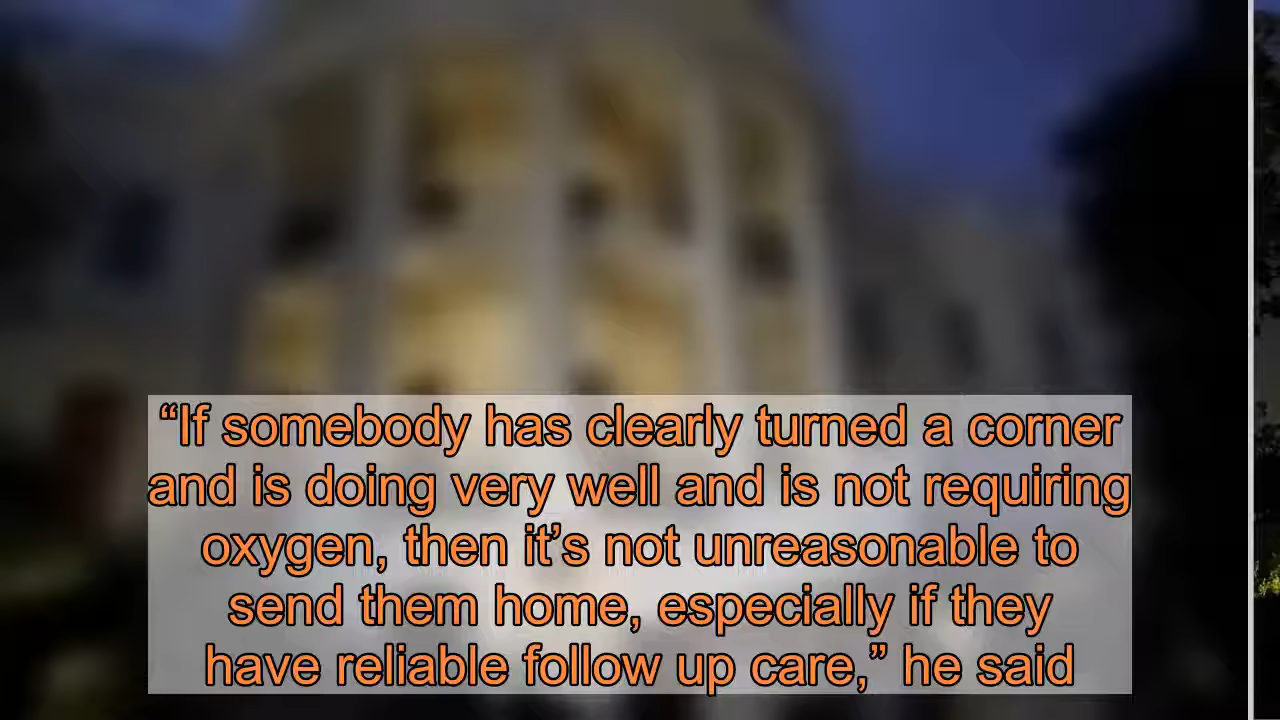 “If somebody has clearly turned a corner
and is doing very well and is not requiring
oxygen, then it’s not unreasonable to
send them home, especially if they
have reliable follow up care,” he said